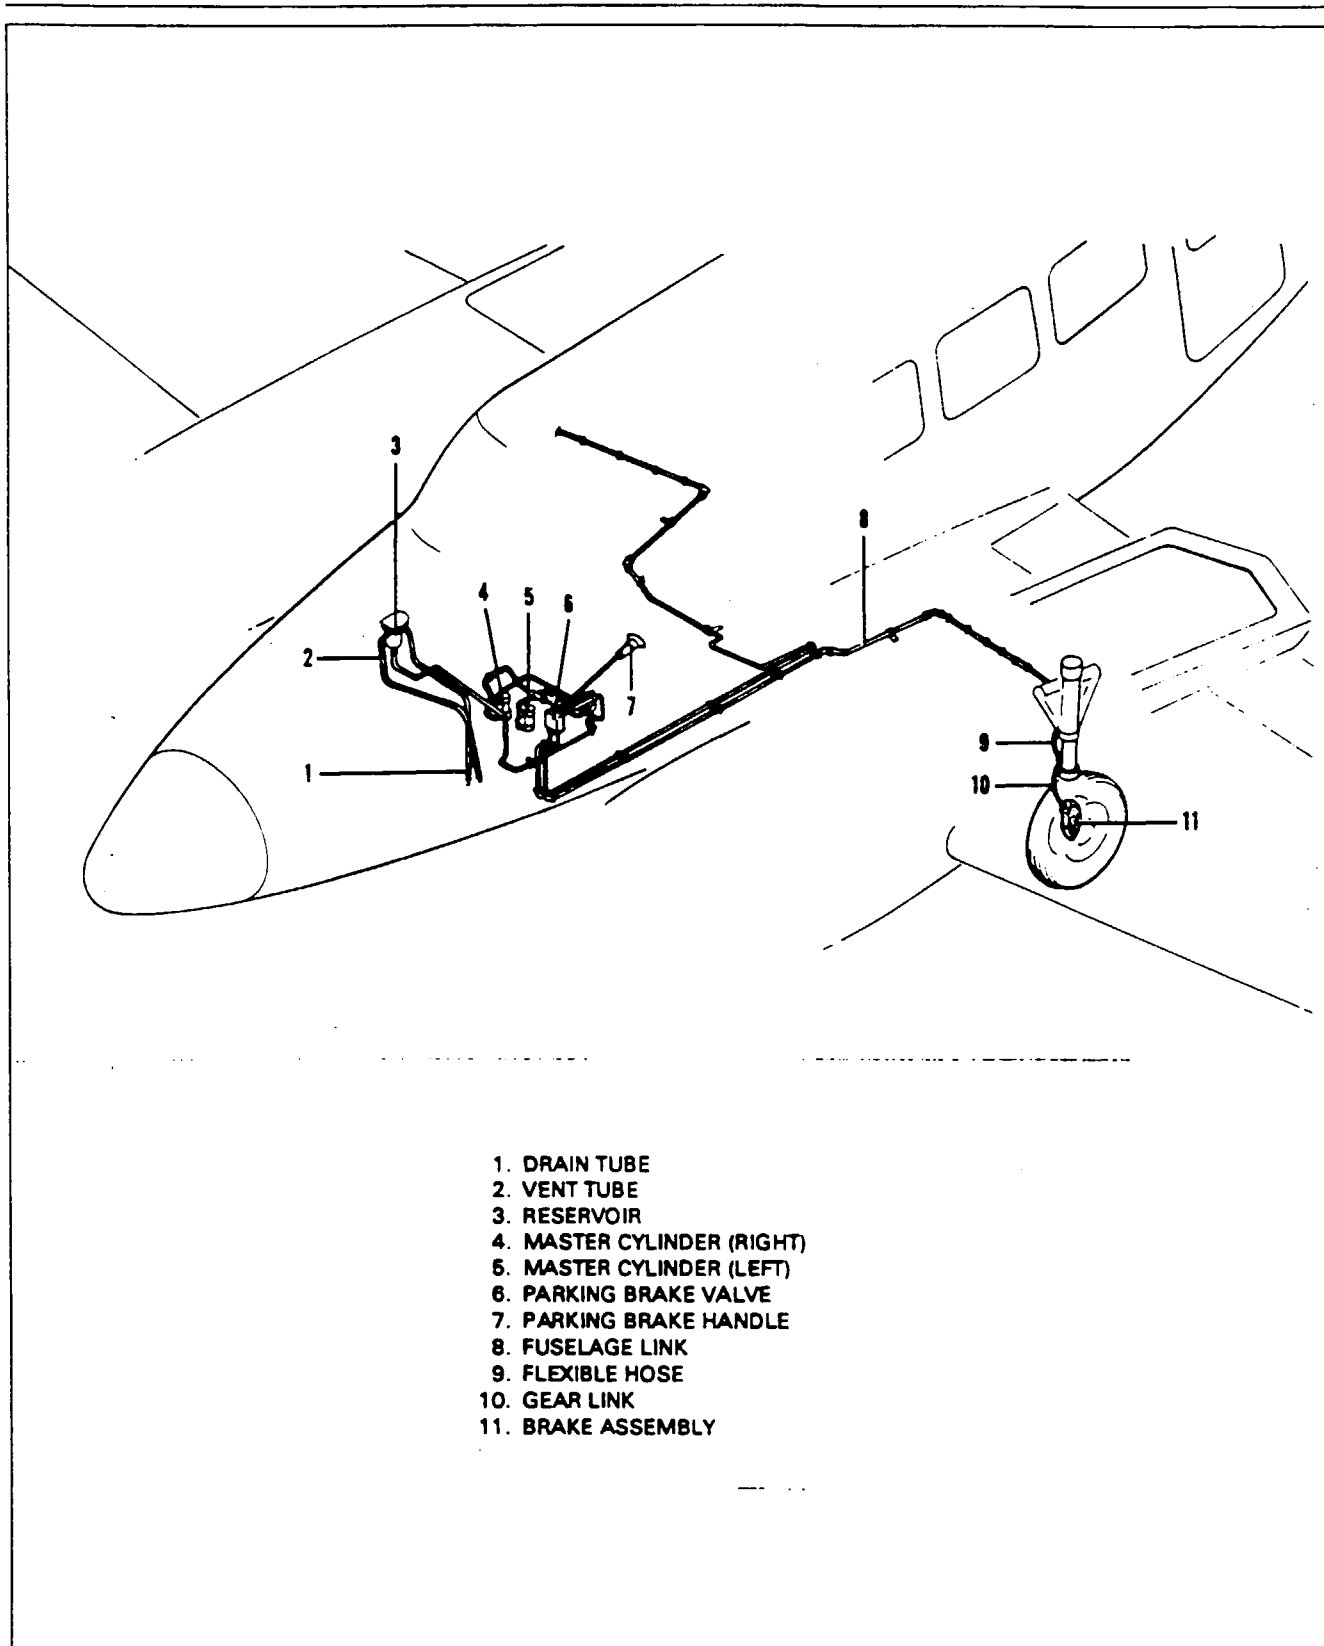 3
8
4
5
6
2
7
9
1
10
11
1. DRAIN TUBE
2. VENT TUBE
3. RESERVOIR
4. MASTER CYLINDER (RIGHT)
5. MASTER CYLINDER (LEFT)
6. PARKING BRAKE VALVE
7. PARKING BRAKE HANDLE
8. FUSELAGE LINK
9. FLEXIBLE HOSE
10. GEAR LINK
11. BRAKE ASSEMBLY